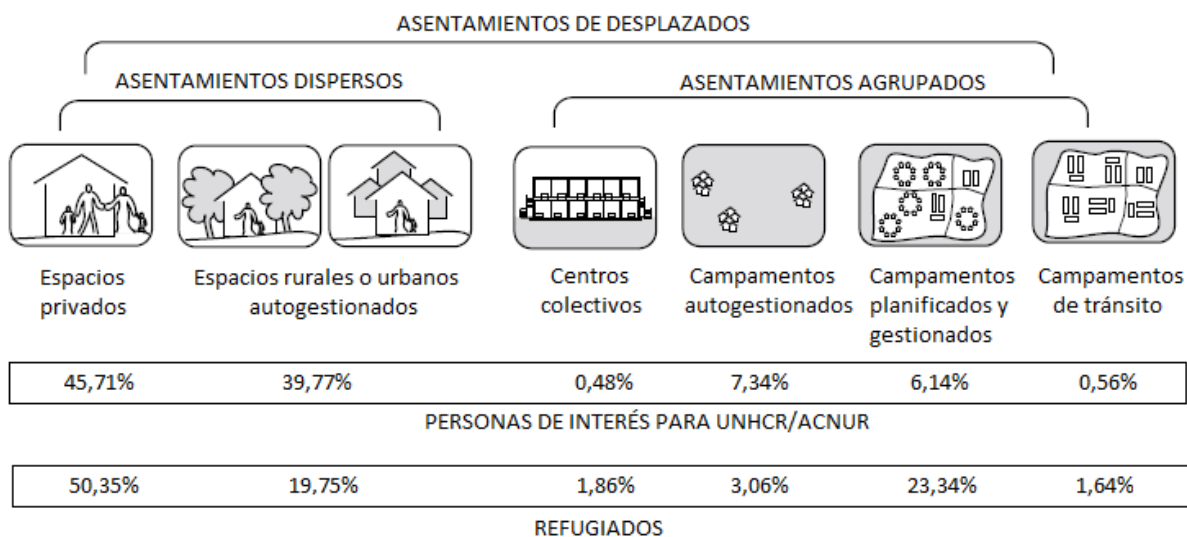 ASENTAMIENTOS DE DESPLAZADOS
ASENTAMIENTOS DISPERSOS
ASENTAMIENTOS AGRUPADOS
Espacios
privados
Espacios rurales o urbanos
autogestionados
Centros
colectivos
Campamentos
autogestionados
Campamentos
planificados y
gestionados
Campamentos
de tránsito
45,71% 39,77% 0,48% 7,34% 6,14% 0,56%
PERSONAS DE INTERÉS PARA UNHCR/ACNUR
50,35% 19,75% 1,86% 3,06% 23,34% 1,64%
REFUGIADOS